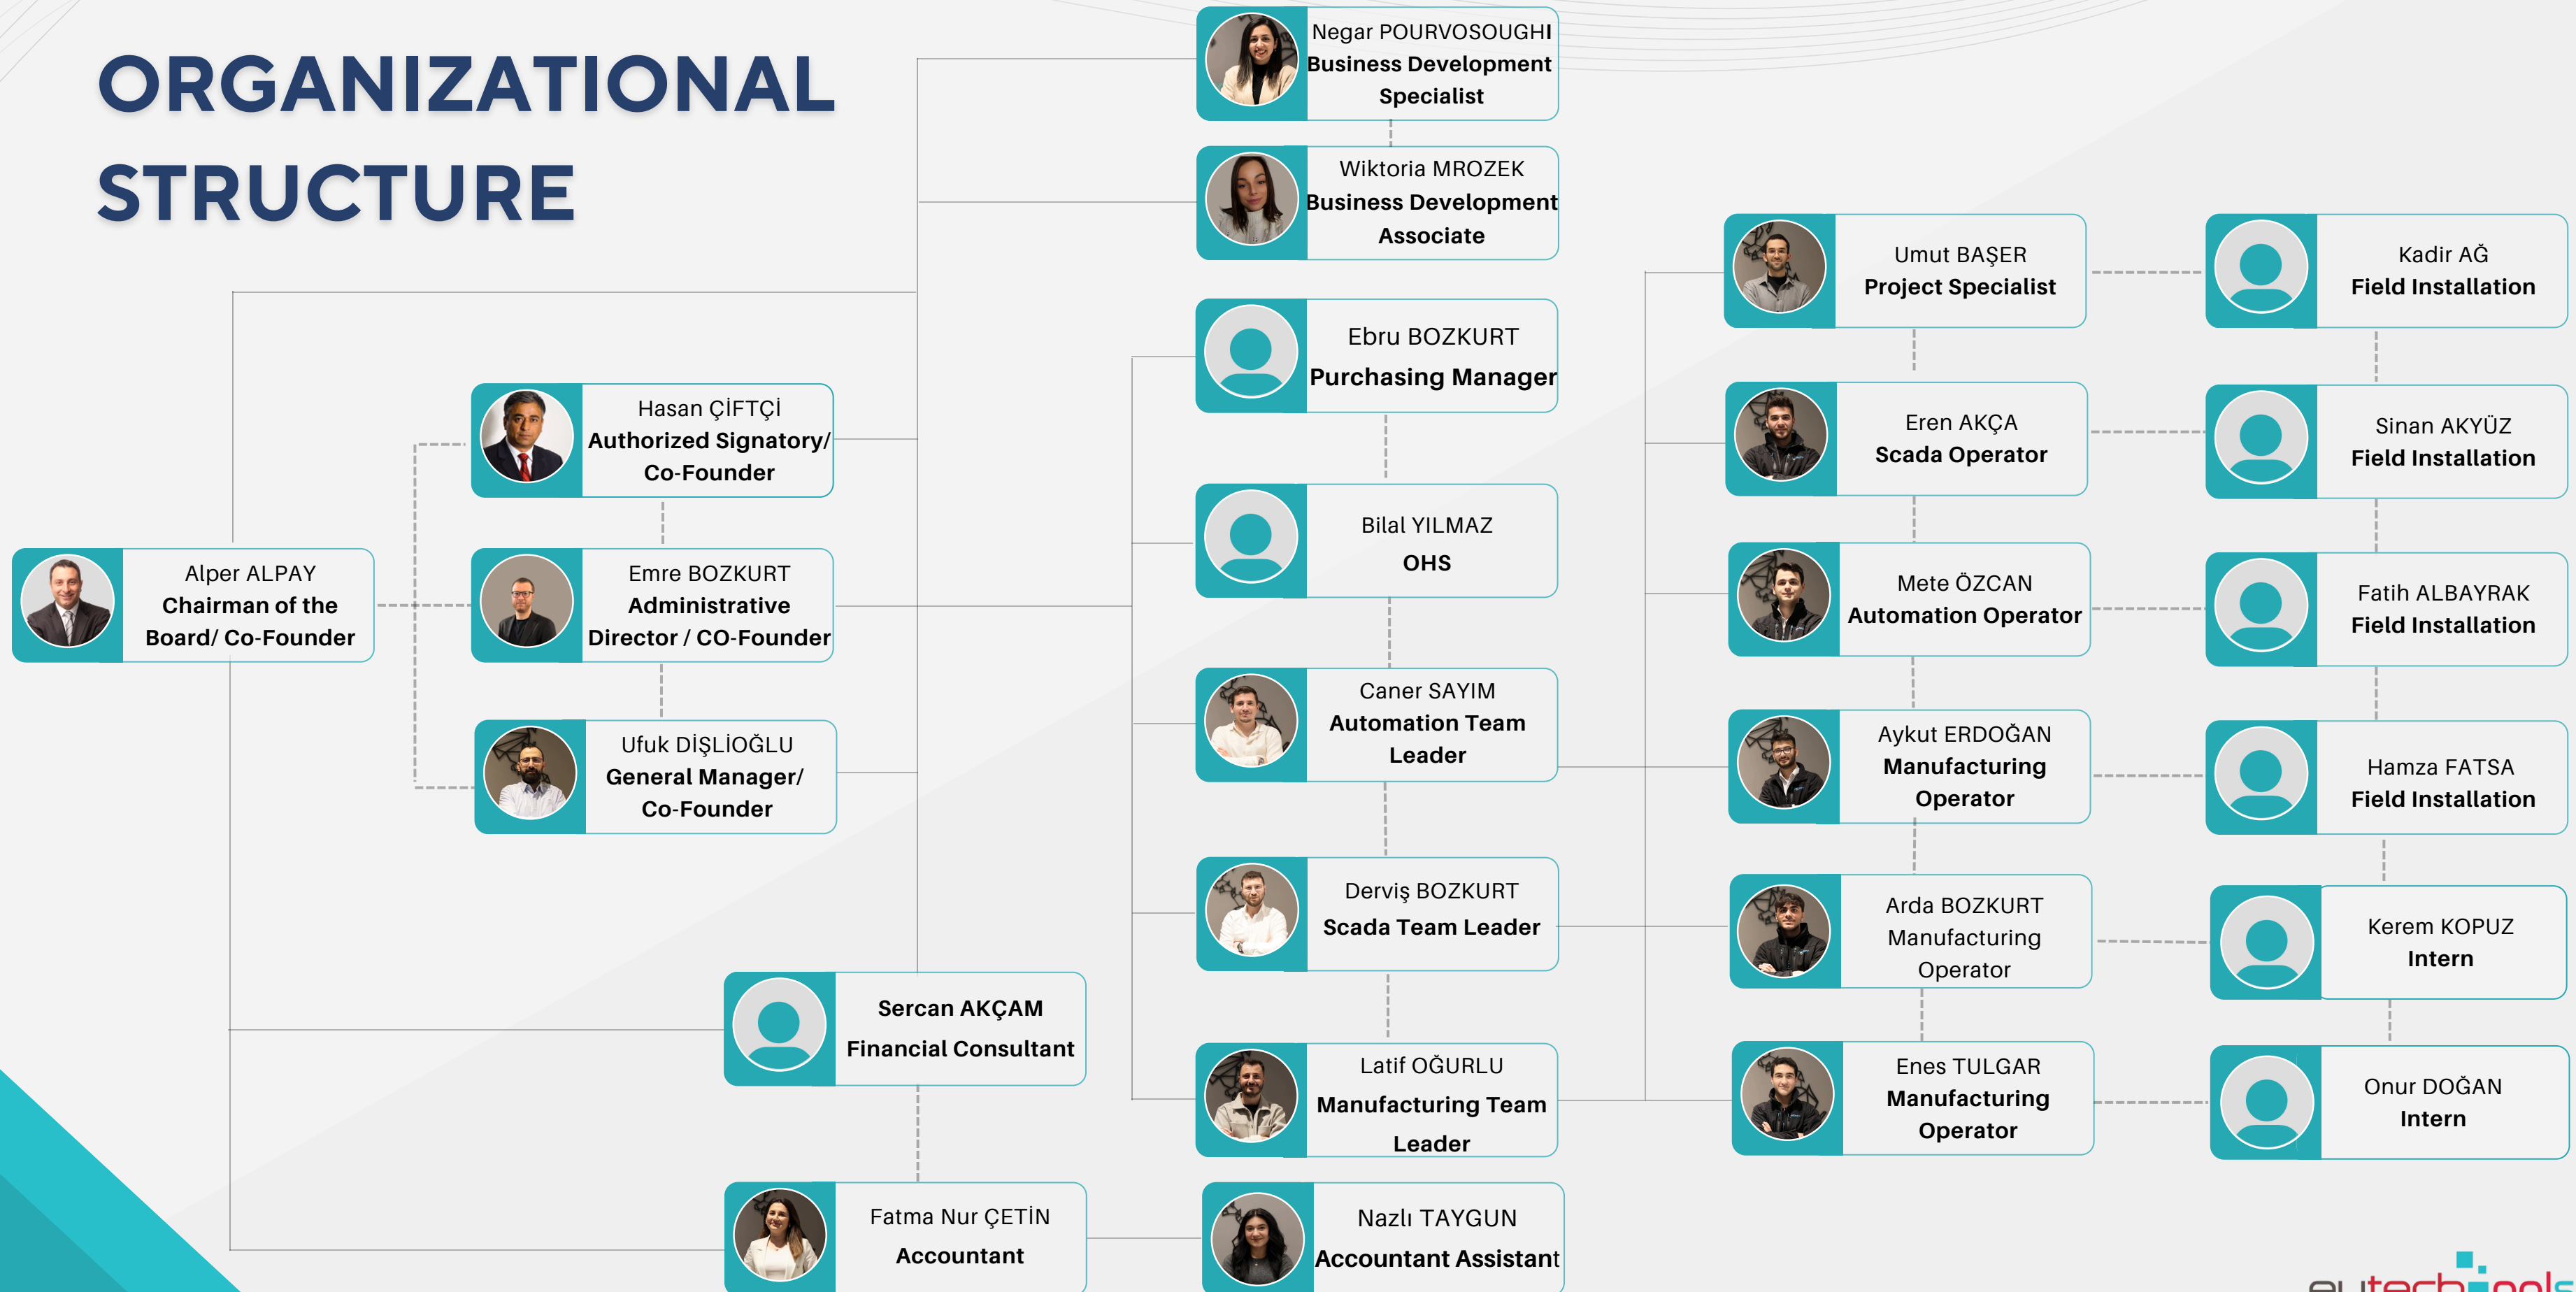 ORGANIZATIONAL
STRUCTURE
Negar POURVOSOUGHI
Business Development
Specialist
Wiktoria MROZEK
Business Development
Associate
Umut BAŞER
Project Specialist
Kadir AĞ
Field Installation
Ebru BOZKURT
Purchasing Manager
Hasan ÇİFTÇİ
Authorized Signatory/
Co-Founder
Eren AKÇA
Scada Operator
Sinan AKYÜZ
Field Installation
Bilal YILMAZ
OHS
Alper ALPAY
Chairman of the
Board/ Co-Founder
Emre BOZKURT
Administrative
Director / CO-Founder
Mete ÖZCAN
Automation Operator
Fatih ALBAYRAK
Field Installation
Caner SAYIM
Automation Team
Leader
Ufuk DİŞLİOĞLU
General Manager/
Co-Founder
Aykut ERDOĞAN
Manufacturing
Operator
Hamza FATSA
Field Installation
Derviş BOZKURT
Scada Team Leader
Arda BOZKURT
Manufacturing
Operator
Kerem KOPUZ
Intern
Sercan AKÇAM
Financial Consultant
Latif OĞURLU
Manufacturing Team
Leader
Enes TULGAR
Manufacturing
Operator
Onur DOĞAN
Intern
Fatma Nur ÇETİN
Accountant
Nazlı TAYGUN
Accountant Assistant